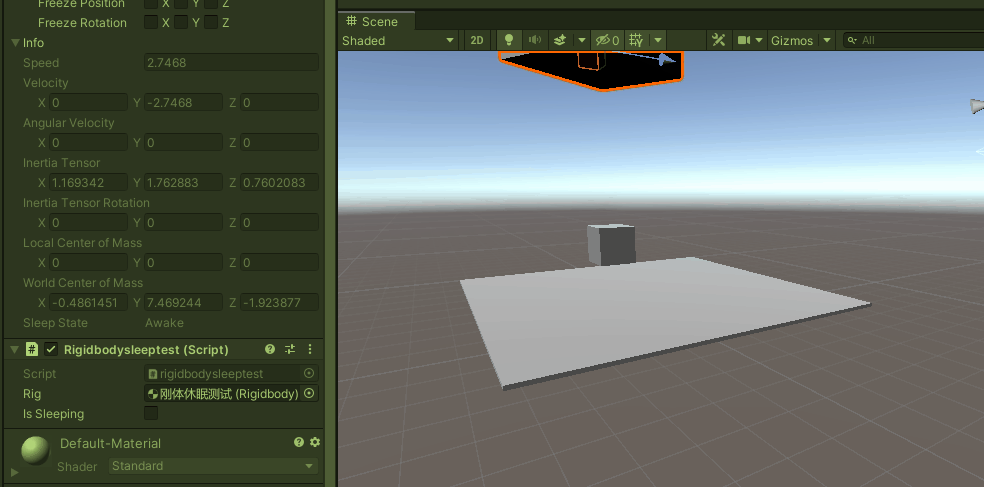 Freeze Position X Y Z
Freeze Rotation X Y Z
Info
Speed 2.7468
Velocity
X 0 Y -2.7468 Z 0
Angular Velocity
X 0 Y 0 Z 0
Inertia Tensor
X 1.169342 Y 1.762883 Z 0.7602083
Inertia Tensor Rotation
X 0 Y 0 Z 0
Local Center of Mass
X 0 Y 0 Z 0
World Center of Mass
X -0.4861451 Y 7.469244 Z -1.923877
Sleep State Awake
# Rigidbodysleeptest (Script)
Script rigidbodysleeptest
Rig 刚体休眠测试 (Rigidbody)
Is Sleeping
Default-Material
Shader Standard
Scene
Shaded 2D 0 Gizmos All